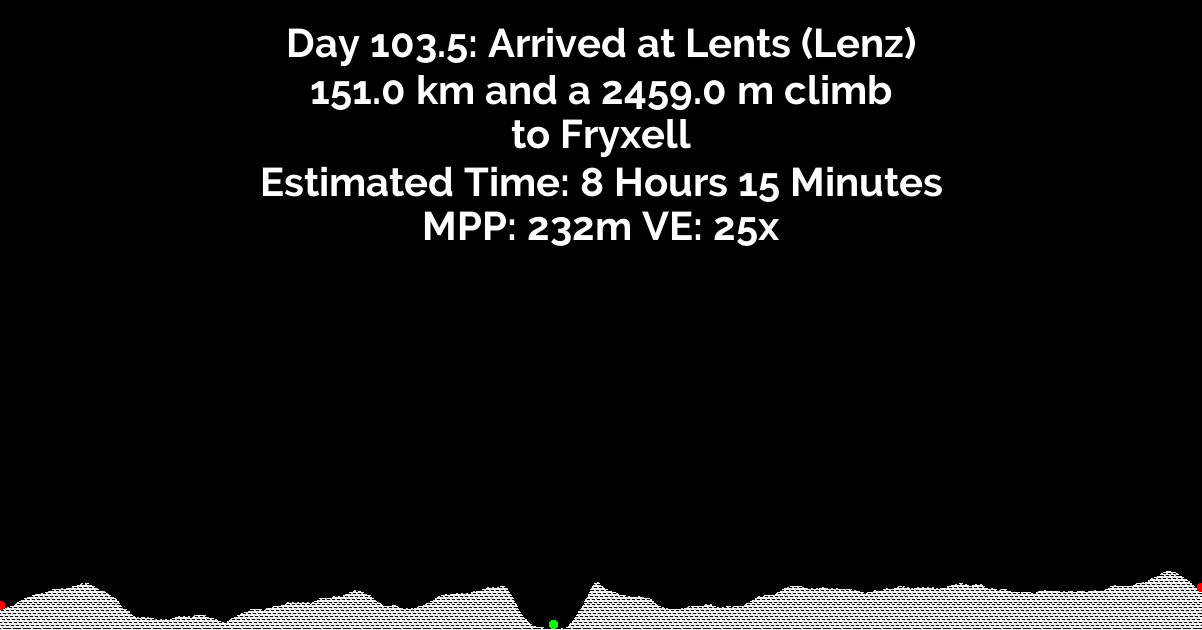 Day 103.5: Arrived at Lents (Lenz)
151.0 km and a 2459.0 m climb
to Fryxell
Estimated Time: 8 Hours 15 Minutes
MPP: 232m VE: 25x